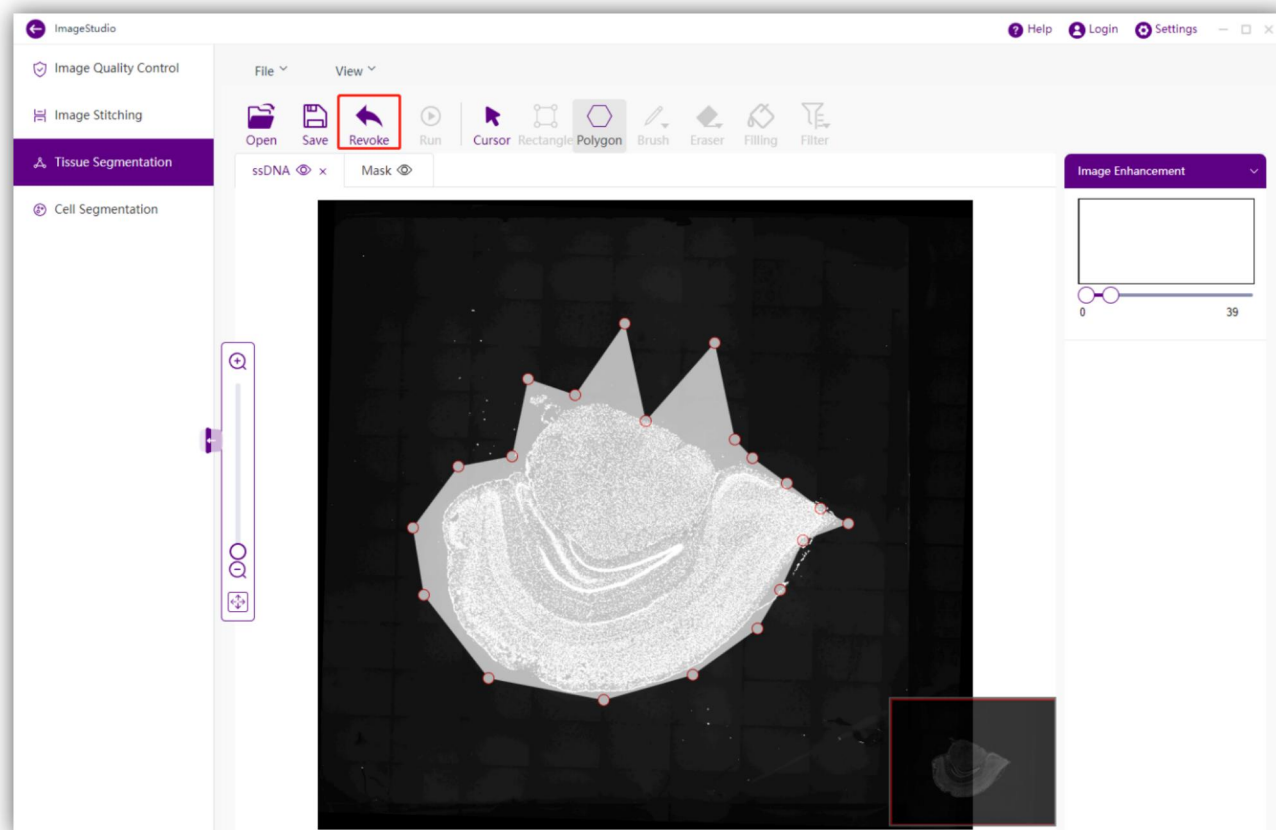 ImageStudio
Help Login Settings
Image Quality Control
Image Stitching
Tissue Segmentation
Cell Segmentation
File View
Open Save Revoke Run Cursor Rectangle Polygon Brush Eraser Filling Filter
ssDNA × Mask
Image Enhancement
0 39